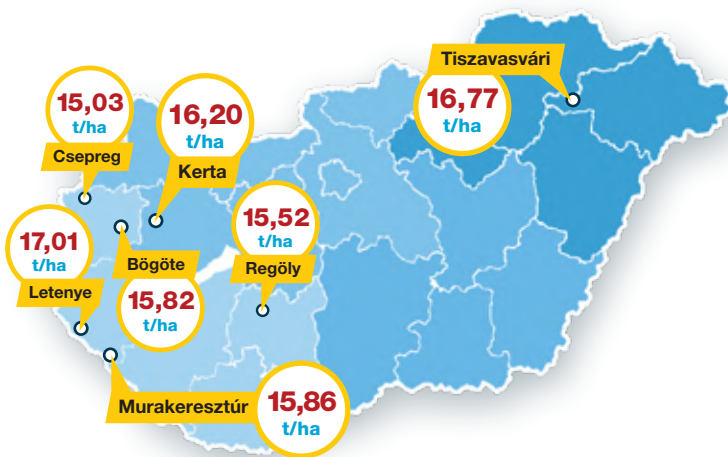 Tiszavasvári
16,77
t/ha
15,03
t/ha
Csepreg
16,20
t/ha
Kerta
15,52
t/ha
Regöly
17,01
t/ha
Letenye
Bögöte
15,82
t/ha
Murakeresztúr
15,86
t/ha